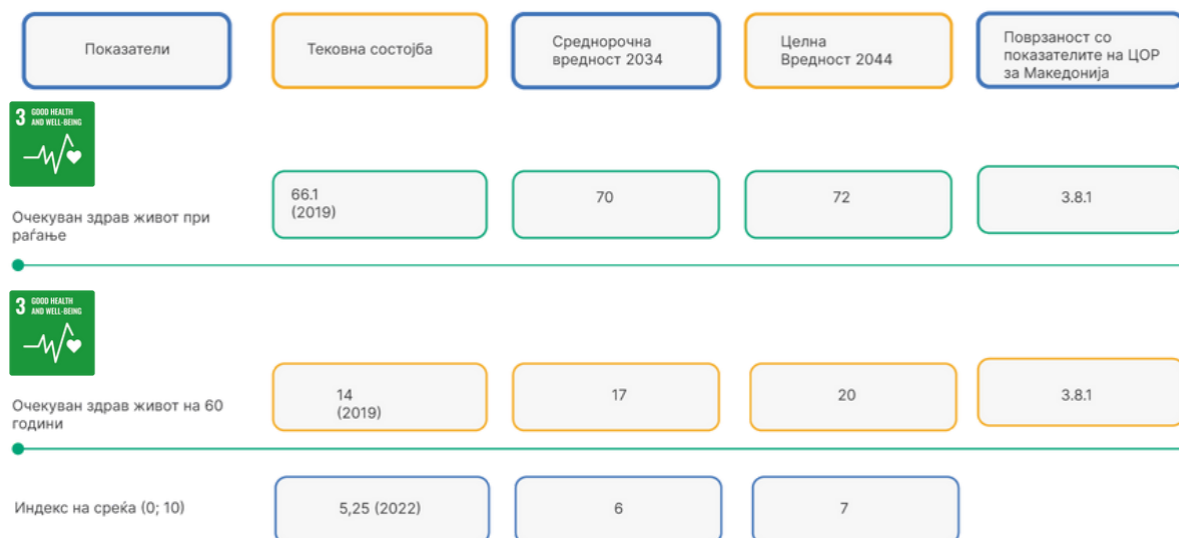 Показатели
Тековна состојба
Среднорочна
вредност 2034
Целна
Вредност 2044
Поврзаност со
показателите на ЦОР
за Македонија
3 GOOD HEALTH
AND WELL-BEING
Очекуван здрав живот при
раѓање
66.1
(2019)
70
72
3.8.1
3 GOOD HEALTH
AND WELL-BEING
Очекуван здрав живот на 60
години
14
(2019)
17
20
3.8.1
Индекс на среќа (0; 10)
5,25 (2022)
6
7